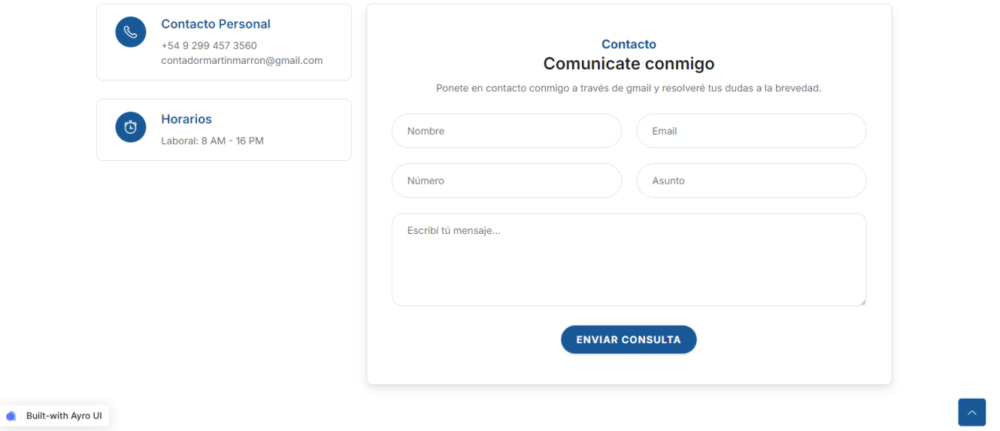 Contacto Personal
+54 9 299 457 3560
contadormartinmarron@gmail.com
Horarios
Laboral: 8 AM - 16 PM
Contacto
Comunicate conmigo
Ponete en contacto conmigo a través de gmail y resolveré tus dudas a la brevedad.
Nombre
Email
Número
Asunto
Escribí tú mensaje...
ENVIAR CONSULTA
Built-with Ayro UI